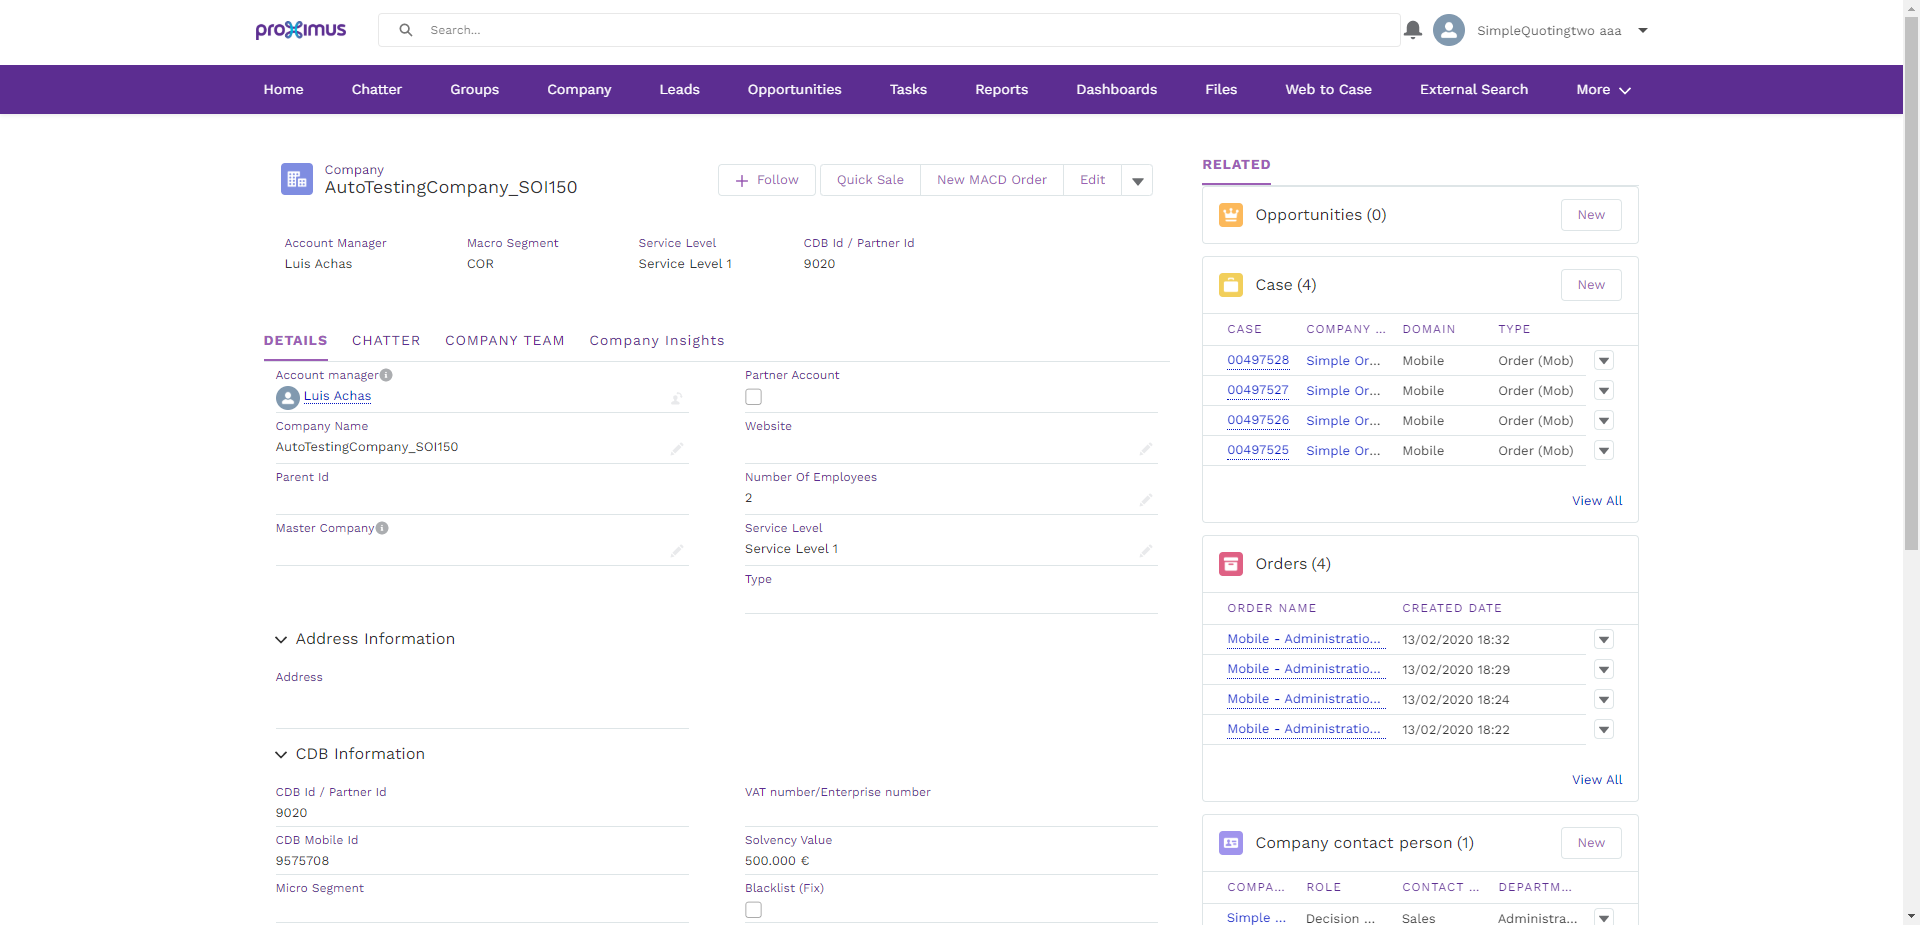 proximus
Search...
SimpleQuotingtwo aaa
Home Chatter Groups Company Leads Opportunities Tasks Reports Dashboards Files Web to Case External Search More
Company
AutoTestingCompany_SOI150
Follow Quick Sale New MACD Order Edit
Account Manager Macro Segment Service Level CDB Id / Partner Id
Luis Achas COR Service Level 1 9020
DETAILS CHATTER COMPANY TEAM Company Insights
Account manager Partner Account
Luis Achas
Company Name Website
AutoTestingCompany_SOI150
Parent Id Number Of Employees
2
Master Company Service Level
Service Level 1
Type
Address Information
Address
CDB Information
CDB Id / Partner Id VAT number/Enterprise number
9020
CDB Mobile Id Solvency Value
9575708 500.000 €
Micro Segment Blacklist (Fix)
RELATED
Opportunities (0) New
Case (4) New
CASE COMPANY ... DOMAIN TYPE
00497528 Simple Or... Mobile Order (Mob)
00497527 Simple Or... Mobile Order (Mob)
00497526 Simple Or... Mobile Order (Mob)
00497525 Simple Or... Mobile Order (Mob)
View All
Orders (4)
ORDER NAME CREATED DATE
Mobile - Administratio... 13/02/2020 18:32
Mobile - Administratio... 13/02/2020 18:29
Mobile - Administratio... 13/02/2020 18:24
Mobile - Administratio... 13/02/2020 18:22
View All
Company contact person (1) New
COMPA... ROLE CONTACT ... DEPARTM...
Simple ... Decision ... Sales Administra...